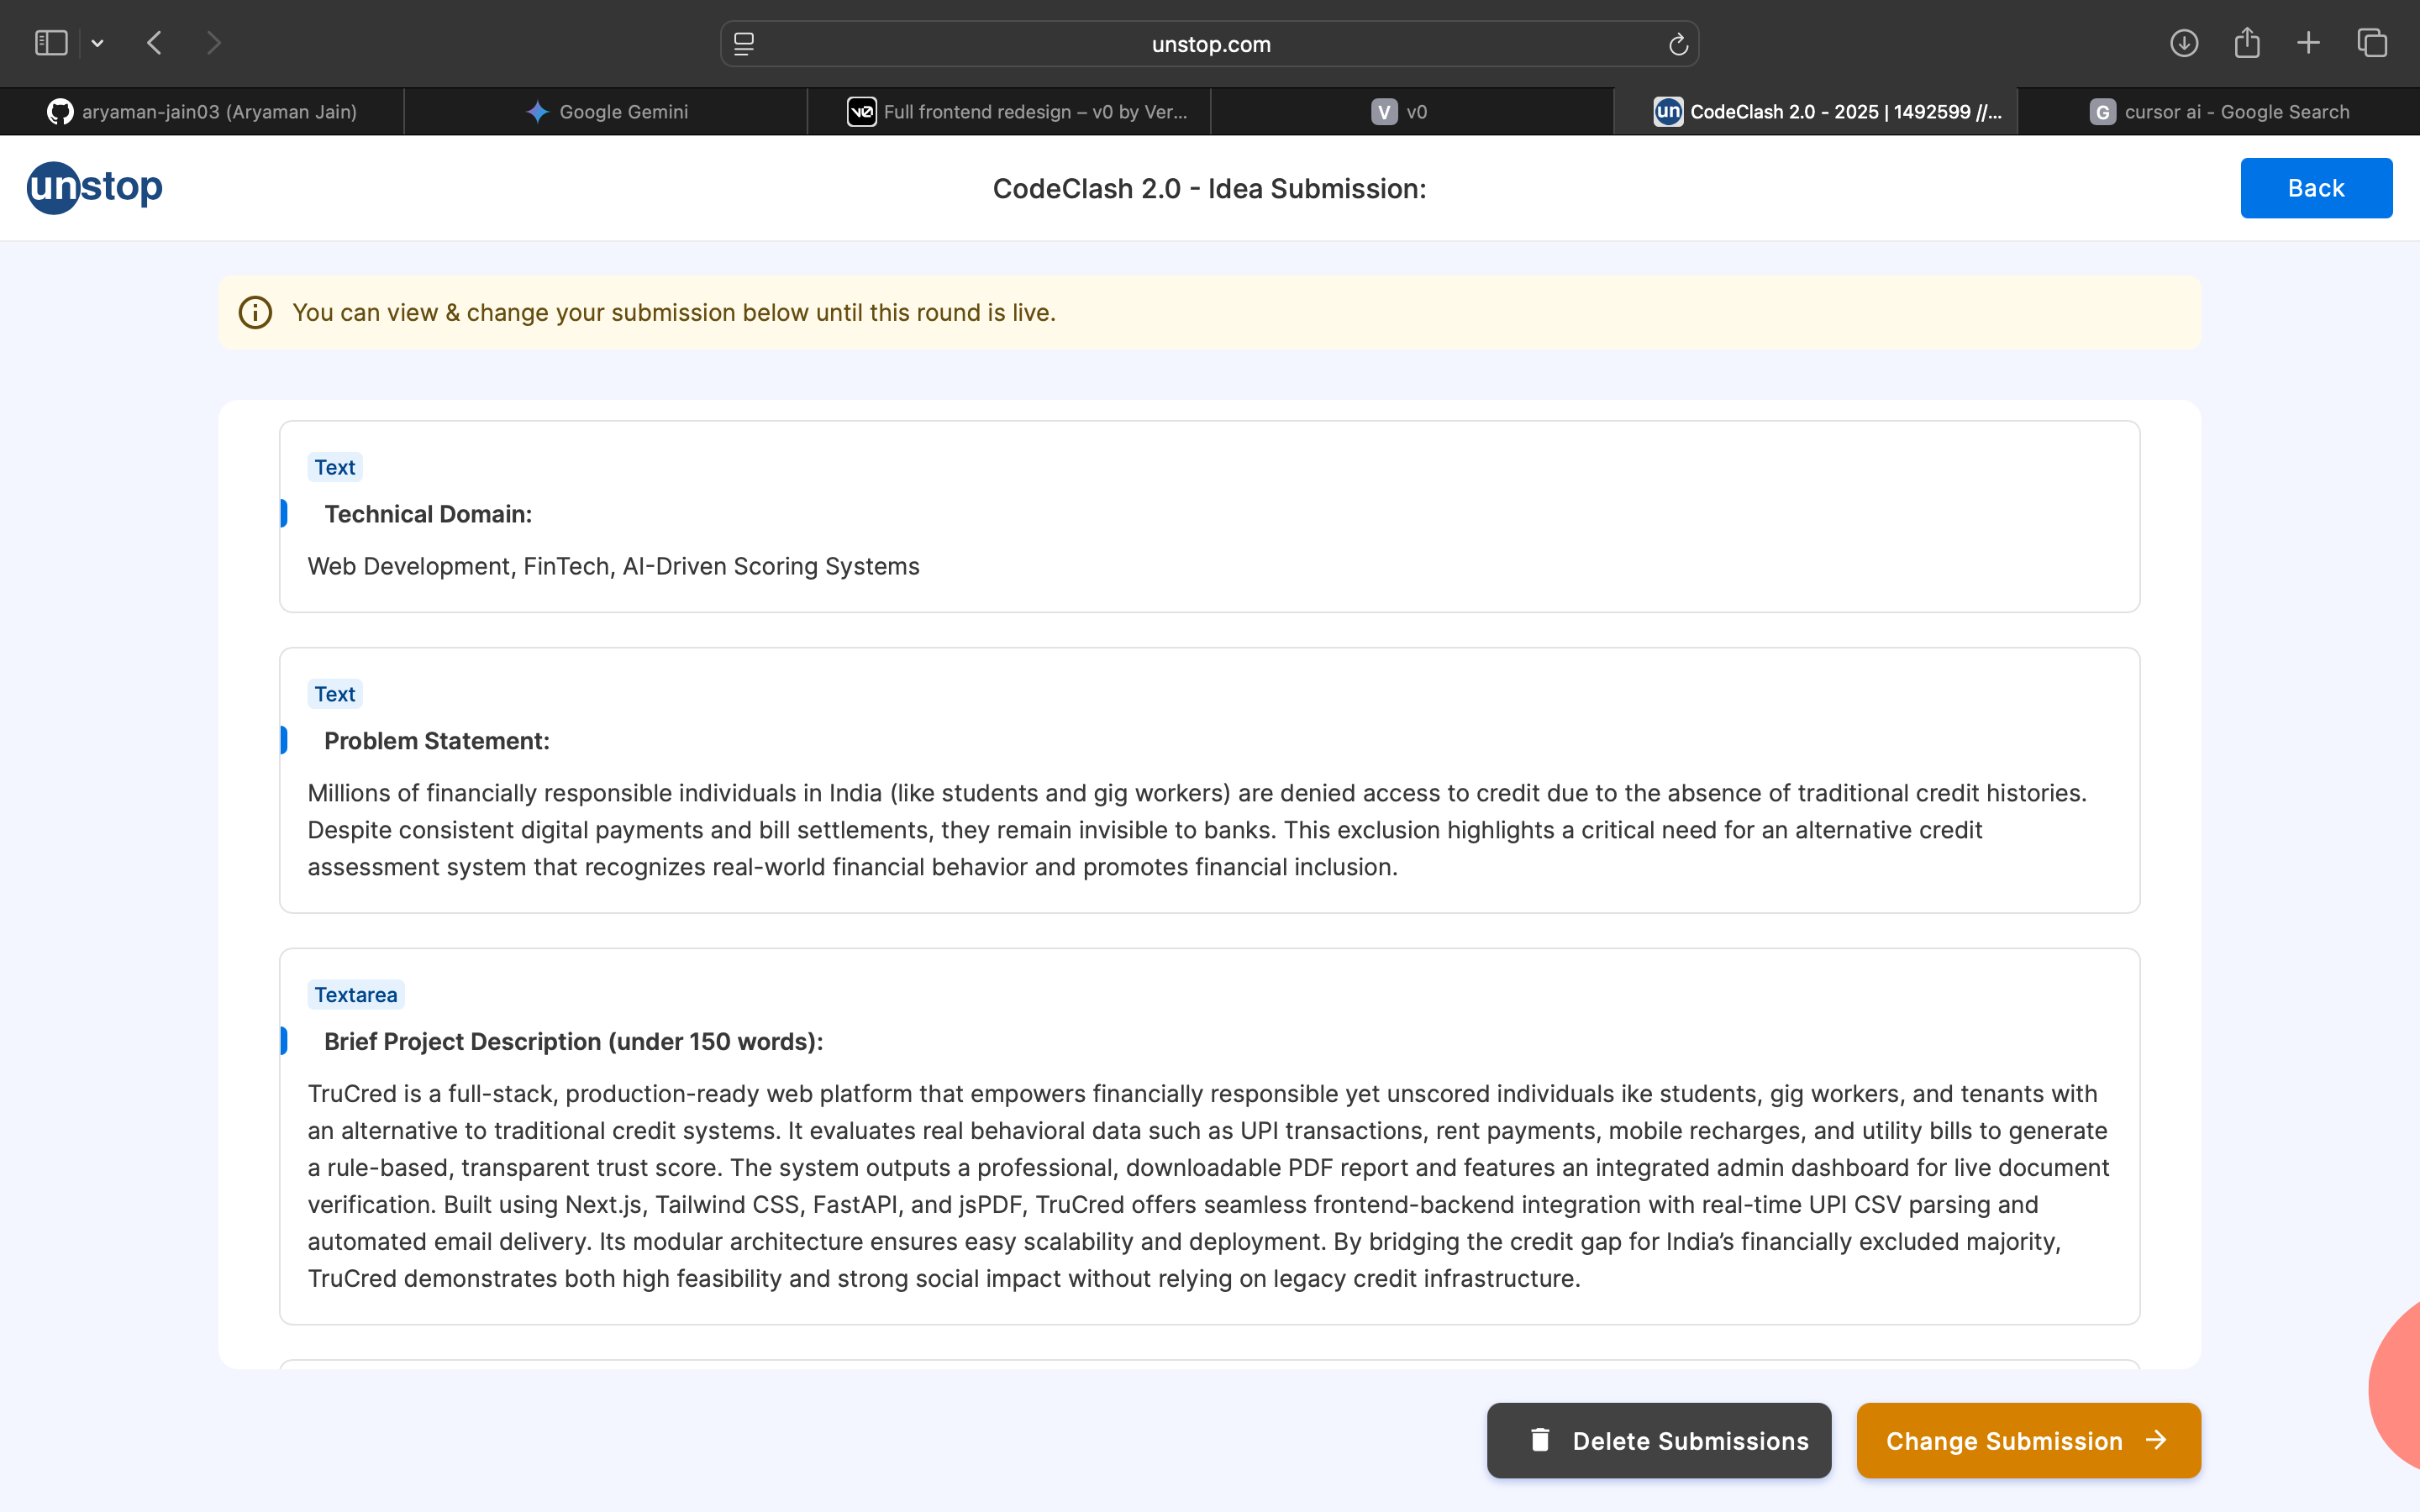 unstop.com
aryaman-jain03 (Aryaman Jain)
Google Gemini
v0 Full frontend redesign – v0 by Ver...
V v0
un CodeClash 2.0 - 2025 | 1492599 //...
G cursor ai - Google Search
unstop
CodeClash 2.0 - Idea Submission:
Back
You can view & change your submission below until this round is live.
Text
Technical Domain:
Web Development, FinTech, AI-Driven Scoring Systems
Text
Problem Statement:
Millions of financially responsible individuals in India (like students and gig workers) are denied access to credit due to the absence of traditional credit histories.
Despite consistent digital payments and bill settlements, they remain invisible to banks. This exclusion highlights a critical need for an alternative credit
assessment system that recognizes real-world financial behavior and promotes financial inclusion.
Textarea
Brief Project Description (under 150 words):
TruCred is a full-stack, production-ready web platform that empowers financially responsible yet unscored individuals ike students, gig workers, and tenants with
an alternative to traditional credit systems. It evaluates real behavioral data such as UPI transactions, rent payments, mobile recharges, and utility bills to generate
a rule-based, transparent trust score. The system outputs a professional, downloadable PDF report and features an integrated admin dashboard for live document
verification. Built using Next.js, Tailwind CSS, FastAPI, and jsPDF, TruCred offers seamless frontend-backend integration with real-time UPI CSV parsing and
automated email delivery. Its modular architecture ensures easy scalability and deployment. By bridging the credit gap for India’s financially excluded majority,
TruCred demonstrates both high feasibility and strong social impact without relying on legacy credit infrastructure.
Delete Submissions
Change Submission